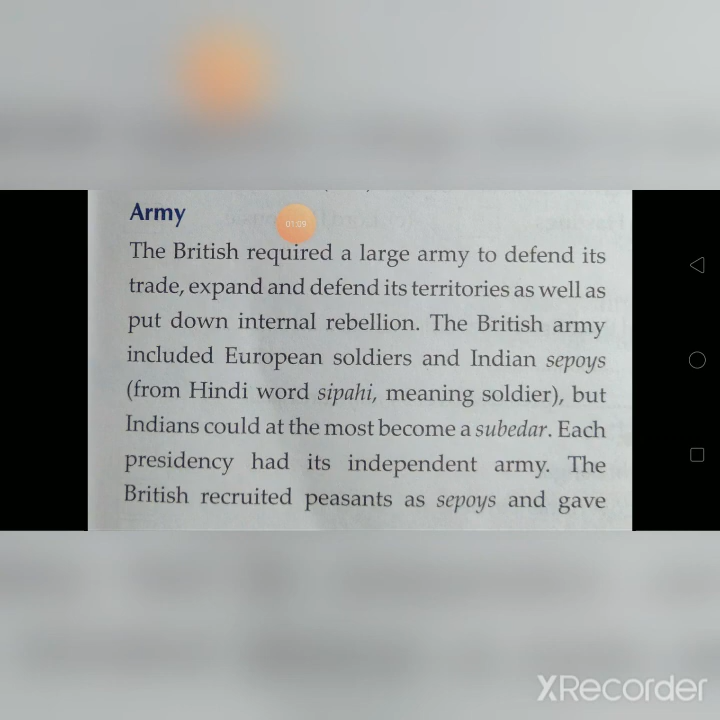 Army
01:09
The British required a large army to defend its
trade, expand and defend its territories as well as
put down internal rebellion. The British army
included European soldiers and Indian sepoys
(from Hindi word sipahi, meaning soldier), but
Indians could at the most become a subedar. Each
presidency had its independent army. The
British recruited peasants as sepoys and gave
XRecorder